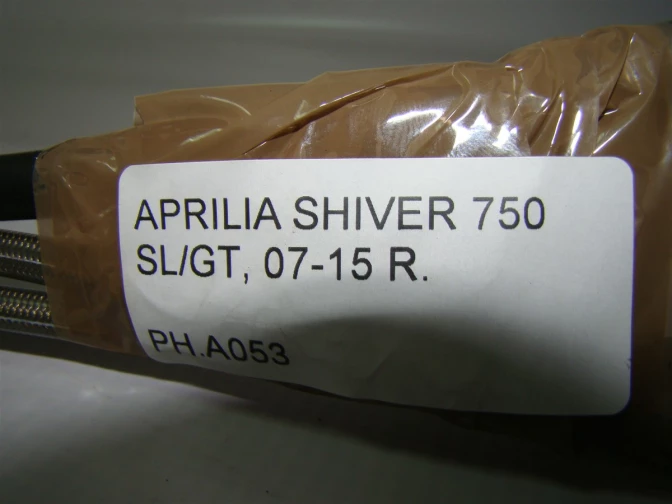 APRILIA SHIVER 750
SL/GT, 07-15 R.
PH.A053